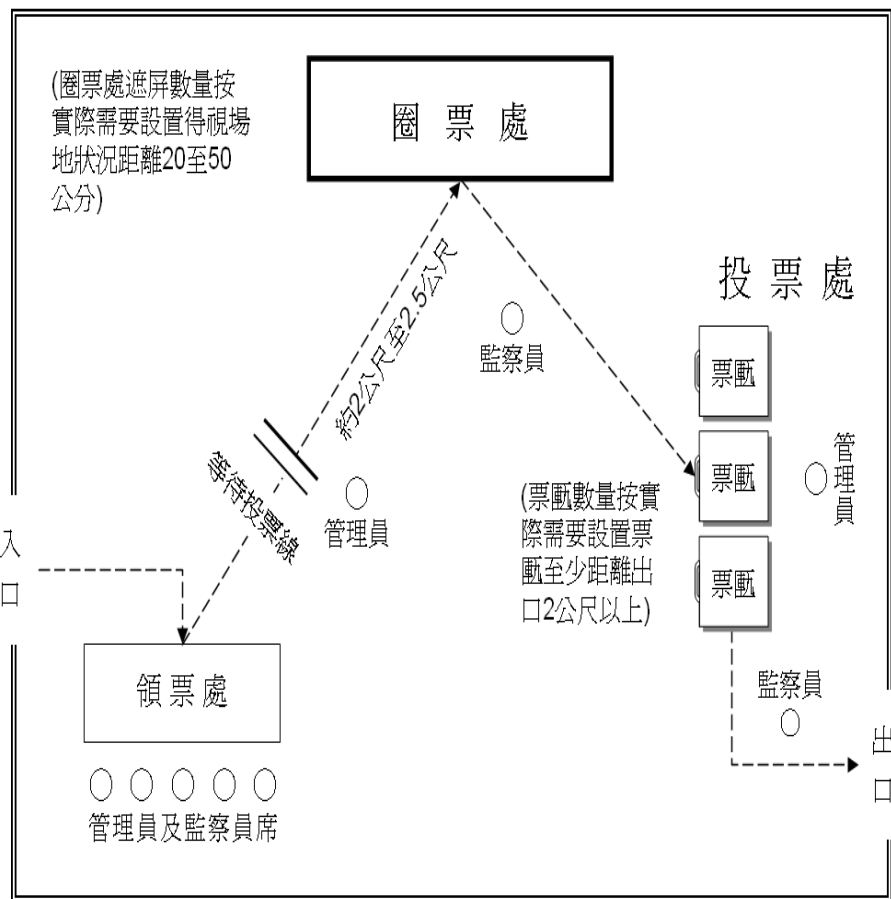 (圈票處遮屏數量按
實際需要設置得視場
地狀況距離20至50
公分)
圈票處
投票處
約2公尺至2.5公尺
監察員
票匭
票匭
票匭
管理員
等待投票線
管理員
(票匭數量按實
際需要設置票
匭至少距離出
口2公尺以上)
入口
領票處
管理員及監察員席
監察員
出口